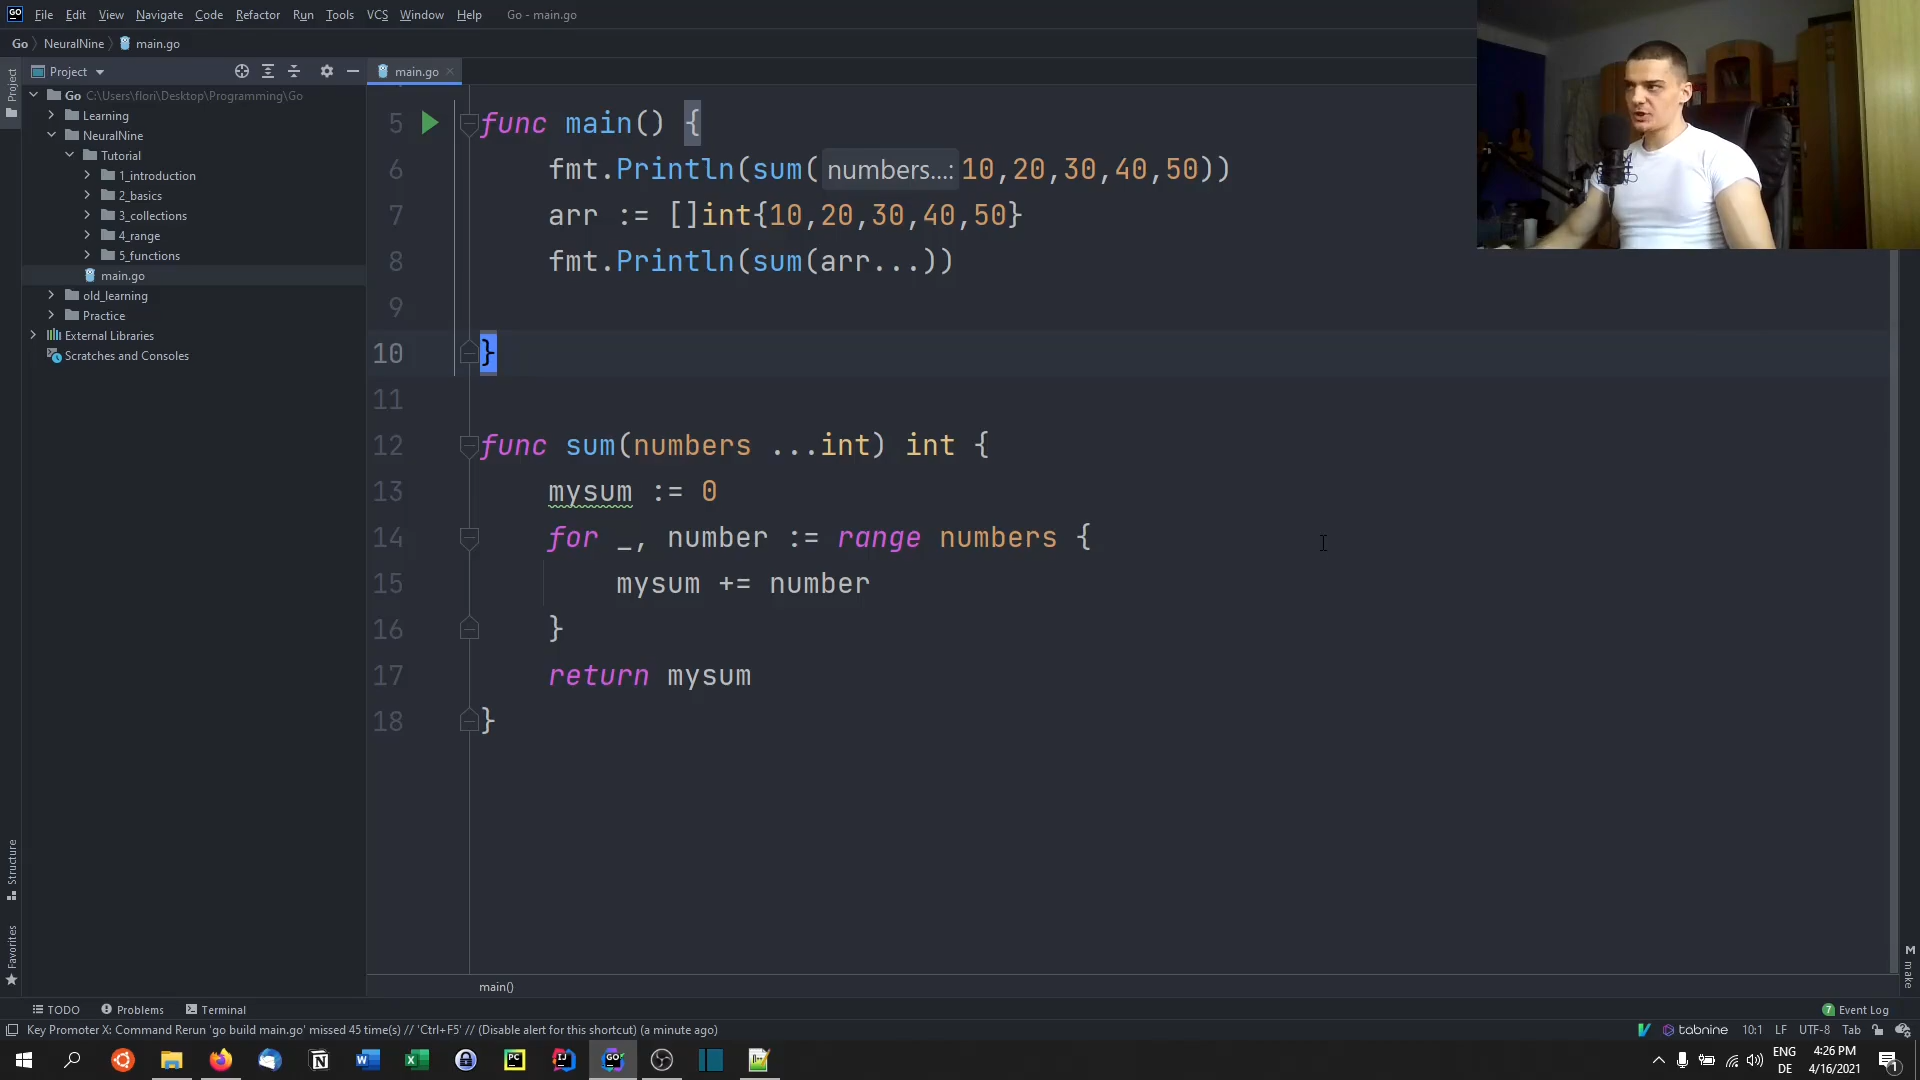 File Edit View Navigate Code Refactor Run Tools VCS Window Help Go - main.go
Go NeuralNine main.go
Project main.go
Project
Go C:\Users\flori\Desktop\Programming\Go
Learning
NeuralNine
Tutorial
1_introduction
2_basics
3_collections
4_range
5_functions
main.go
old_learning
Practice
External Libraries
Scratches and Consoles
5 func main() {
6 fmt.Println(sum( numbers...: 10,20,30,40,50))
7 arr := []int{10,20,30,40,50}
8 fmt.Println(sum(arr...))
9
10 }
11
12 func sum(numbers ...int) int {
13 mysum := 0
14 for _, number := range numbers {
15 mysum += number
16 }
17 return mysum
18 }
Structure
Favorites
make
main()
TODO Problems Terminal 7 Event Log
Key Promoter X: Command Rerun 'go build main.go' missed 45 time(s) // 'Ctrl+F5' // (Disable alert for this shortcut) (a minute ago) tabnine 10:1 LF UTF-8 Tab
ENG 4:26 PM
DE 4/16/2021